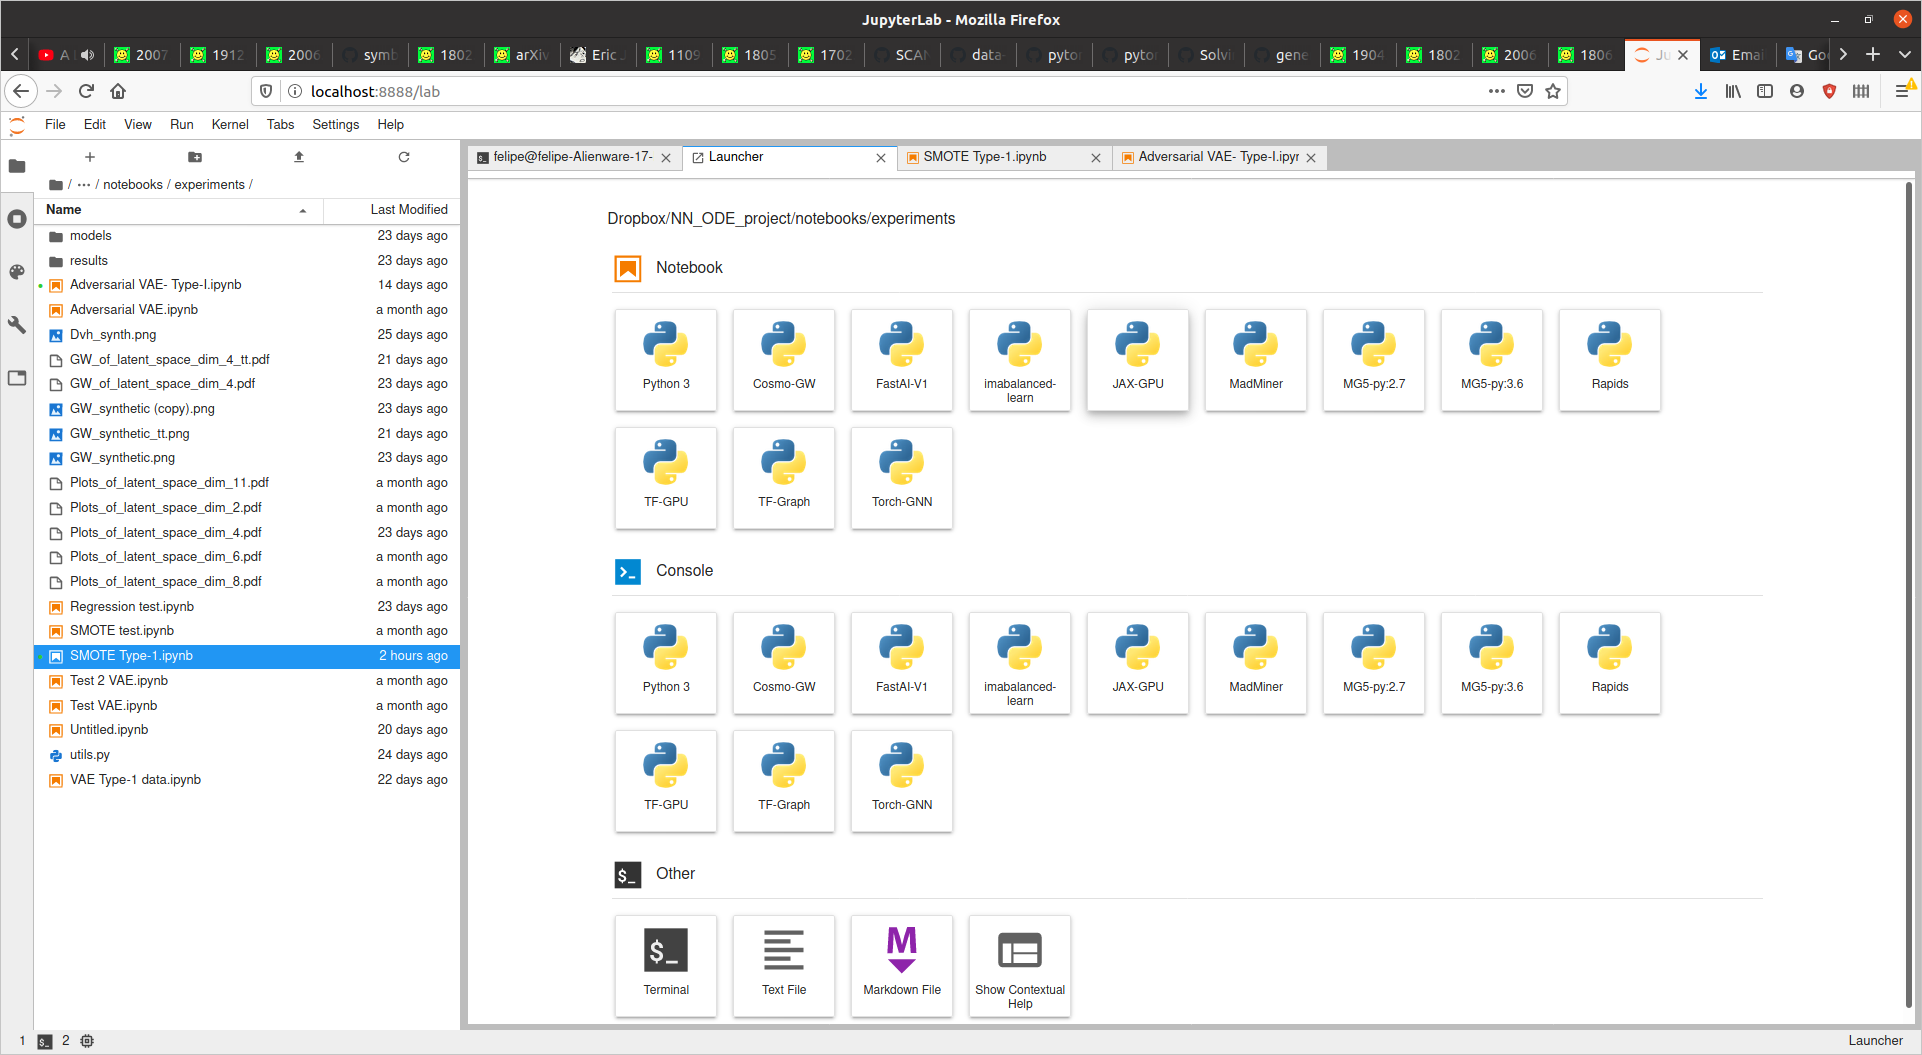 JupyterLab - Mozilla Firefox
A 2007 1912 2006 symb 1802 arXiv Eric 1109 1805 1702 SCAN data- pytor pytor Solvi gene 1904 1802 2006 1806 Ju Emai Goo
localhost:8888/lab
File Edit View Run Kernel Tabs Settings Help
felipe@felipe-Alienware-17- Launcher SMOTE Type-1.ipynb Adversarial VAE- Type-I.ipyr
/ ··· / notebooks / experiments /
Name Last Modified
models 23 days ago
results 23 days ago
Adversarial VAE- Type-I.ipynb 14 days ago
Adversarial VAE.ipynb a month ago
Dvh_synth.png 25 days ago
GW_of_latent_space_dim_4_tt.pdf 21 days ago
GW_of_latent_space_dim_4.pdf 23 days ago
GW_synthetic (copy).png 23 days ago
GW_synthetic_tt.png 21 days ago
GW_synthetic.png 23 days ago
Plots_of_latent_space_dim_11.pdf a month ago
Plots_of_latent_space_dim_2.pdf a month ago
Plots_of_latent_space_dim_4.pdf 23 days ago
Plots_of_latent_space_dim_6.pdf a month ago
Plots_of_latent_space_dim_8.pdf a month ago
Regression test.ipynb 23 days ago
SMOTE test.ipynb a month ago
SMOTE Type-1.ipynb 2 hours ago
Test 2 VAE.ipynb a month ago
Test VAE.ipynb a month ago
Untitled.ipynb 20 days ago
utils.py 24 days ago
VAE Type-1 data.ipynb 22 days ago
Dropbox/NN_ODE_project/notebooks/experiments
Notebook
Python 3 Cosmo-GW FastAI-V1 imabalanced- JAX-GPU MadMiner MG5-py:2.7 MG5-py:3.6 Rapids
learn
TF-GPU TF-Graph Torch-GNN
Console
Python 3 Cosmo-GW FastAI-V1 imabalanced- JAX-GPU MadMiner MG5-py:2.7 MG5-py:3.6 Rapids
learn
TF-GPU TF-Graph Torch-GNN
$_ Other
$_ M
Terminal Text File Markdown File Show Contextual
Help
1 $_ 2 Launcher